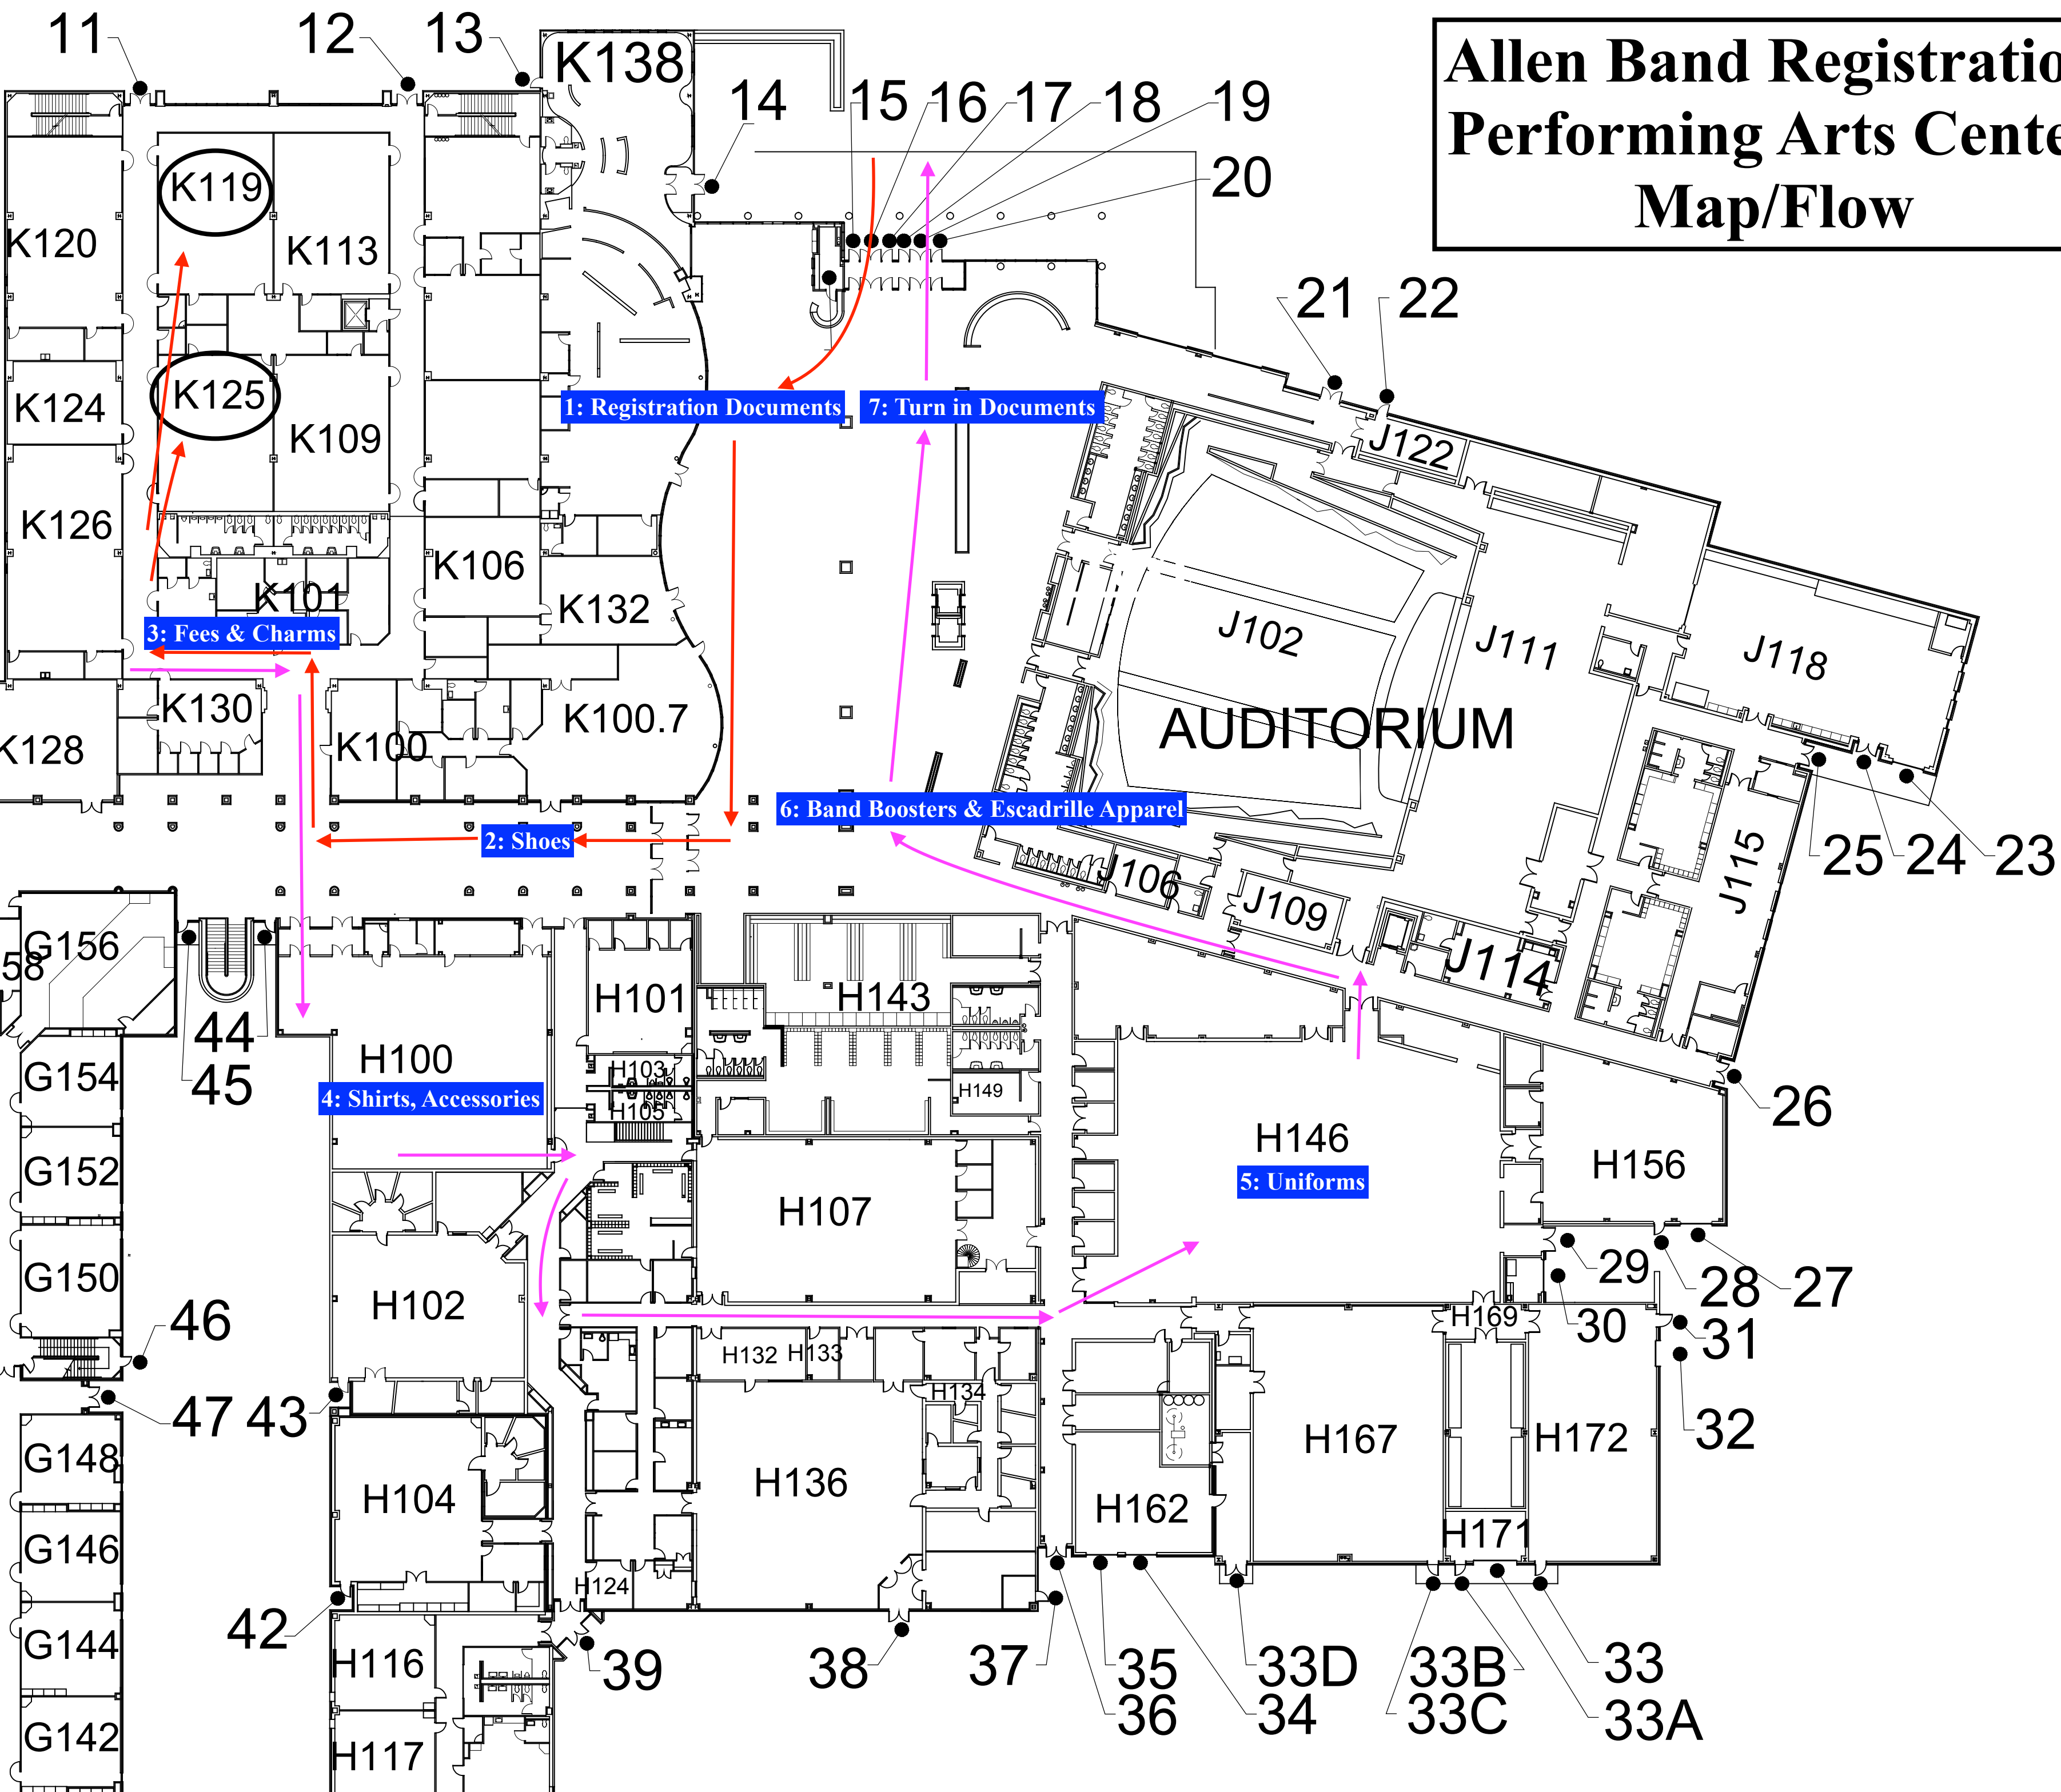 11
12
13
K138
14
15
16
17
18
19
20
Allen Band Registratio
Performing Arts Cente
Map/Flow
K119
K120
K113
21
22
K125
K124
K109
1: Registration Documents
7: Turn in Documents
J122
K126
K106
K101
K132
3: Fees & Charms
J102
J111
J118
K130
K100
K100.7
K128
AUDITORIUM
6: Band Boosters & Escadrille Apparel
2: Shoes
25
24
23
J115
J106
J109
J114
G156
58
44
45
H101
H143
H100
H103
H105
H149
4: Shirts, Accessories
G154
26
H146
5: Uniforms
H156
G152
H107
G150
H102
29
28
27
30
H169
31
32
46
47
43
H132
H133
H134
G148
H104
H136
H162
H167
H172
H171
G146
H124
42
39
38
37
35
36
33D
34
33B
33C
33
33A
G144
H116
G142
H117